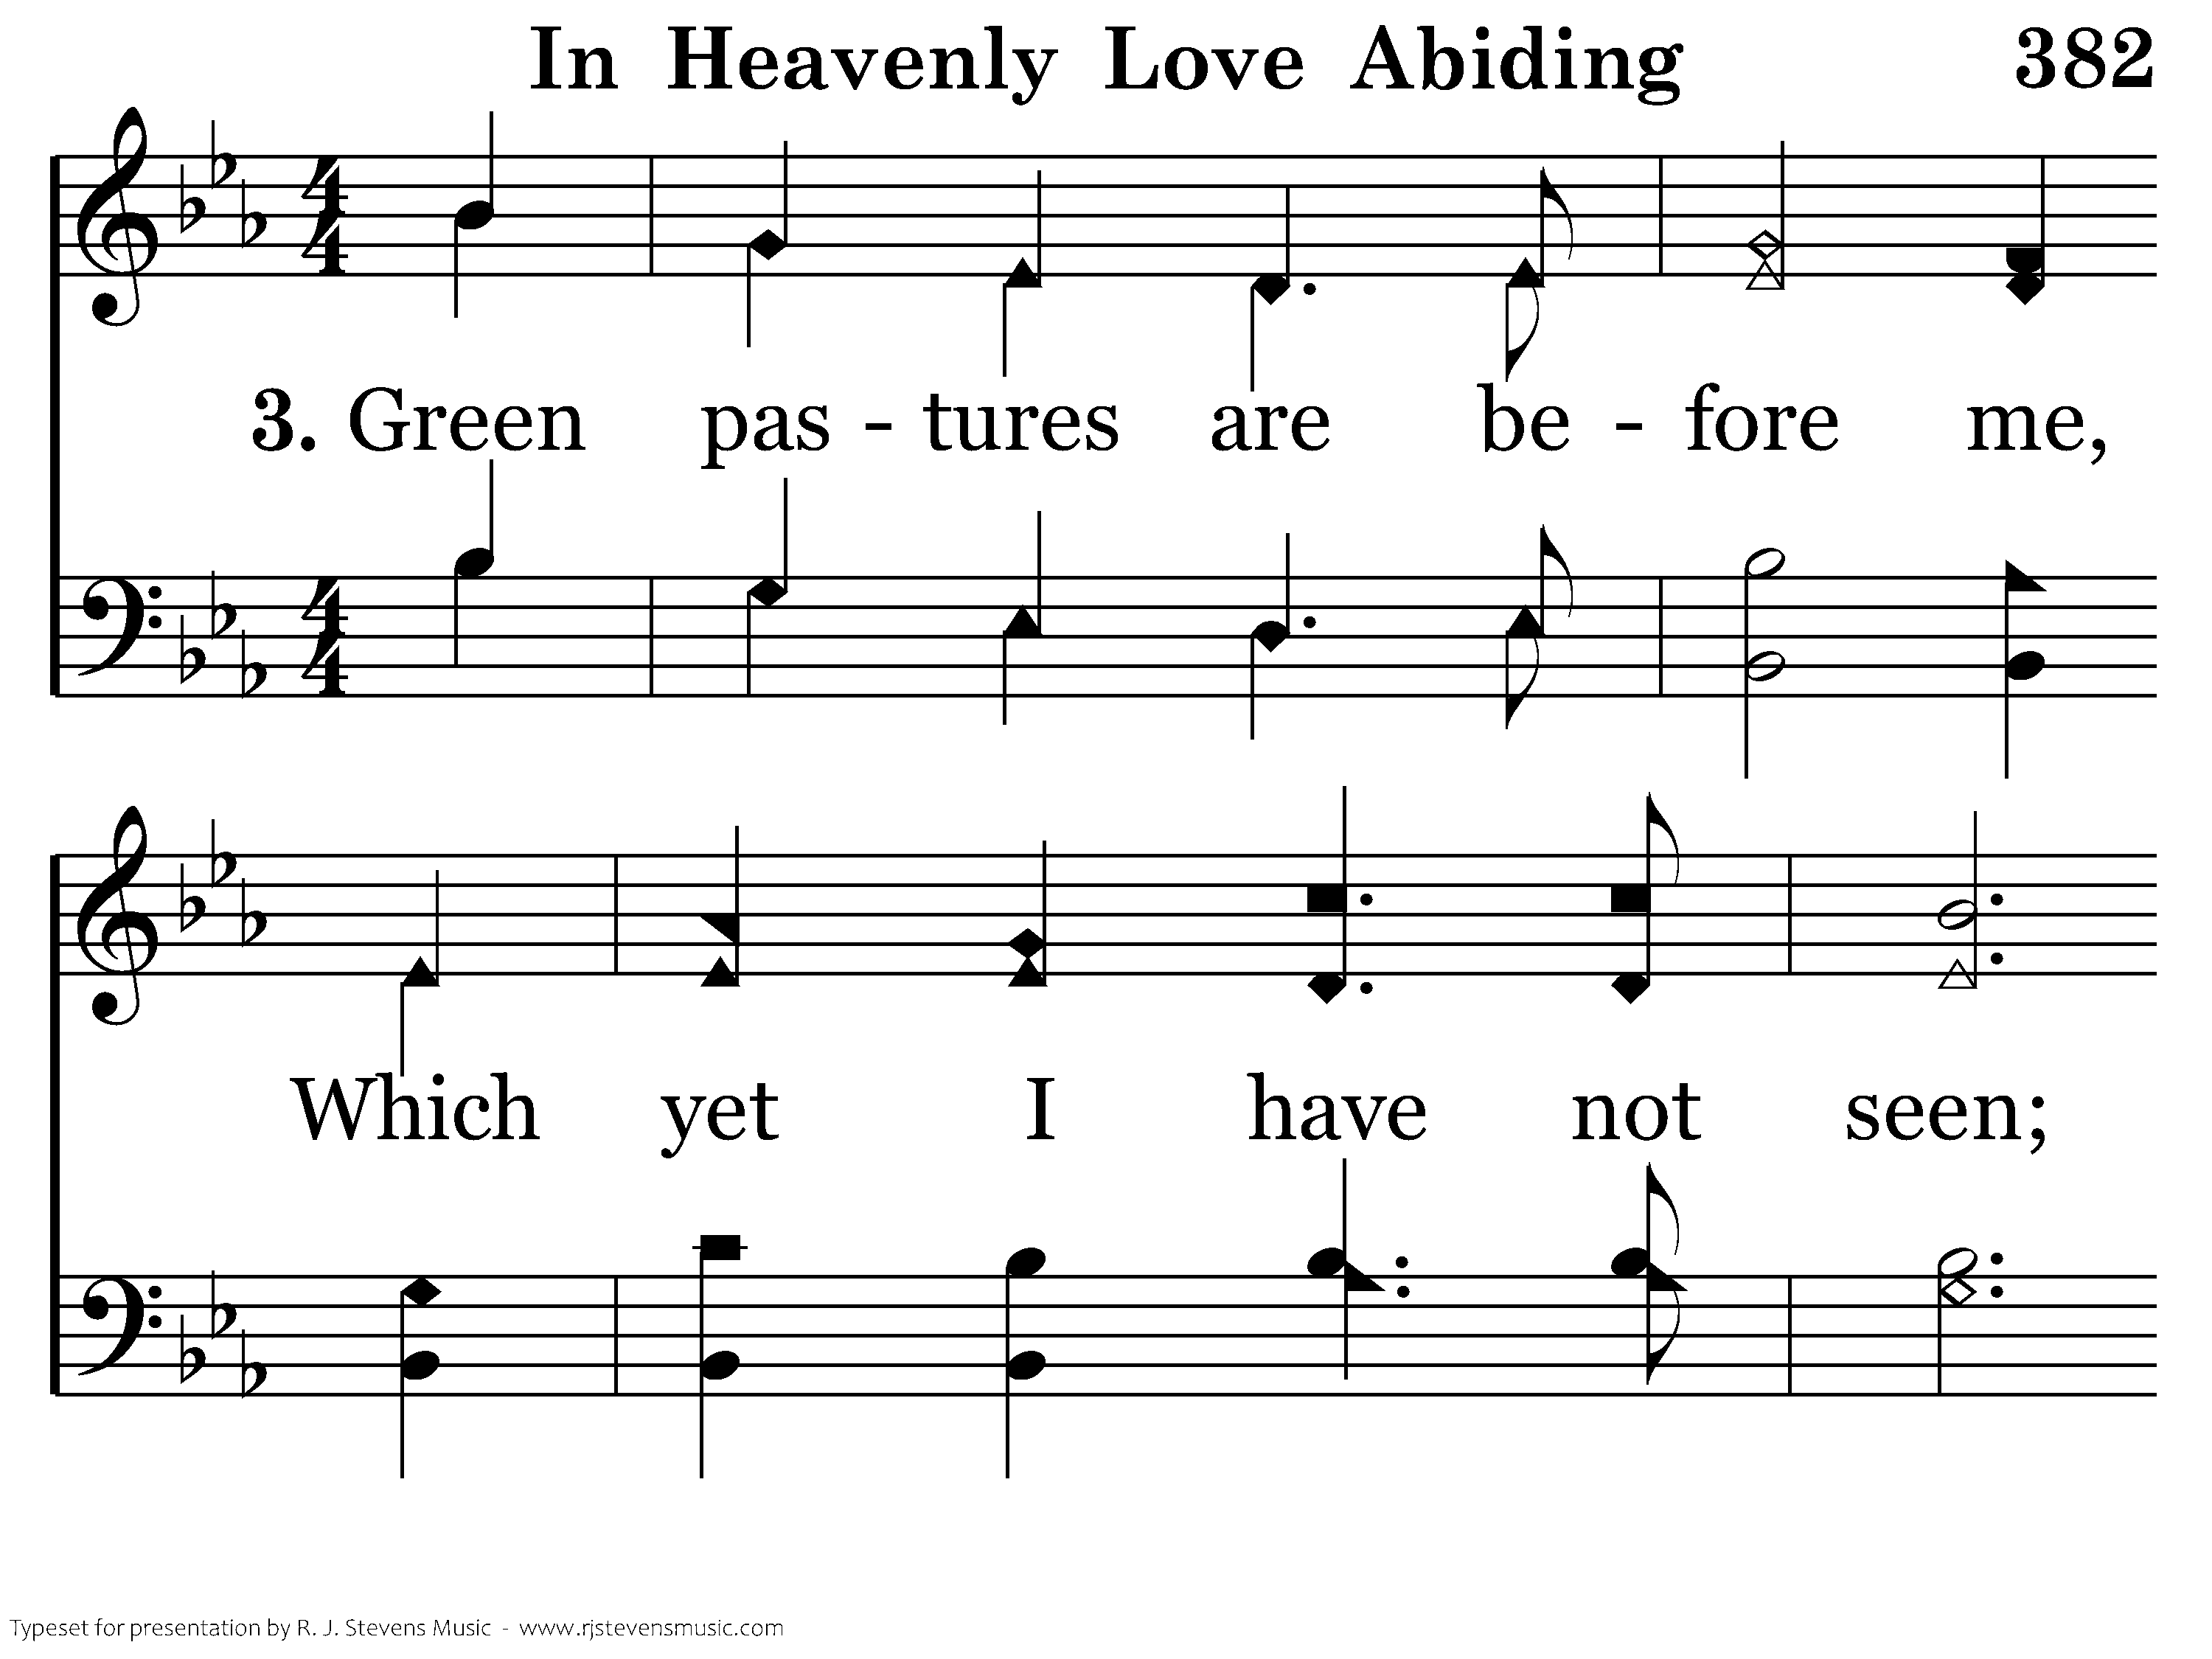 In Heavenly Love Abiding 382
3. Green pas - tures are be - fore me,
Which yet I have not seen;
Typeset for presentation by R. J. Stevens Music - www.rjstevensmusic.com